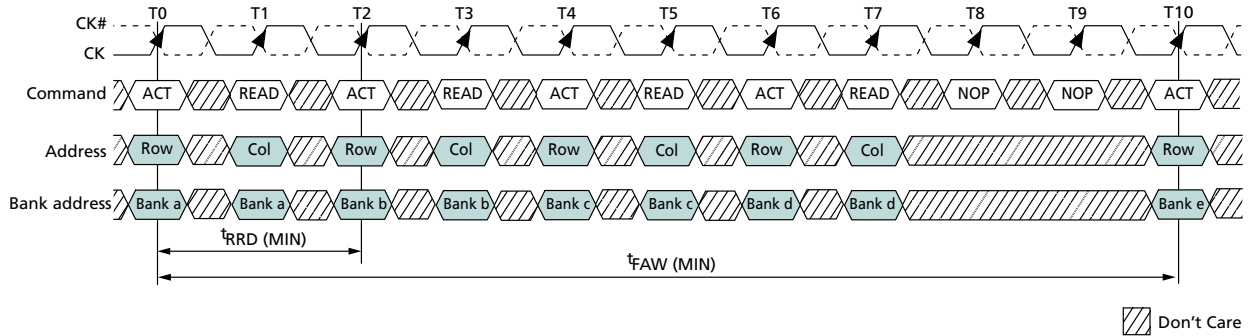 T0 T1 T2 T3 T4 T5 T6 T7 T8 T9 T10
CK#
CK
Command ACT READ ACT READ ACT READ ACT READ NOP NOP ACT
Address Row Col Row Col Row Col Row Col Row
Bank address Bank a Bank a Bank b Bank b Bank c Bank c Bank d Bank d Bank e
tRRD (MIN)
tFAW (MIN)
Don't Care